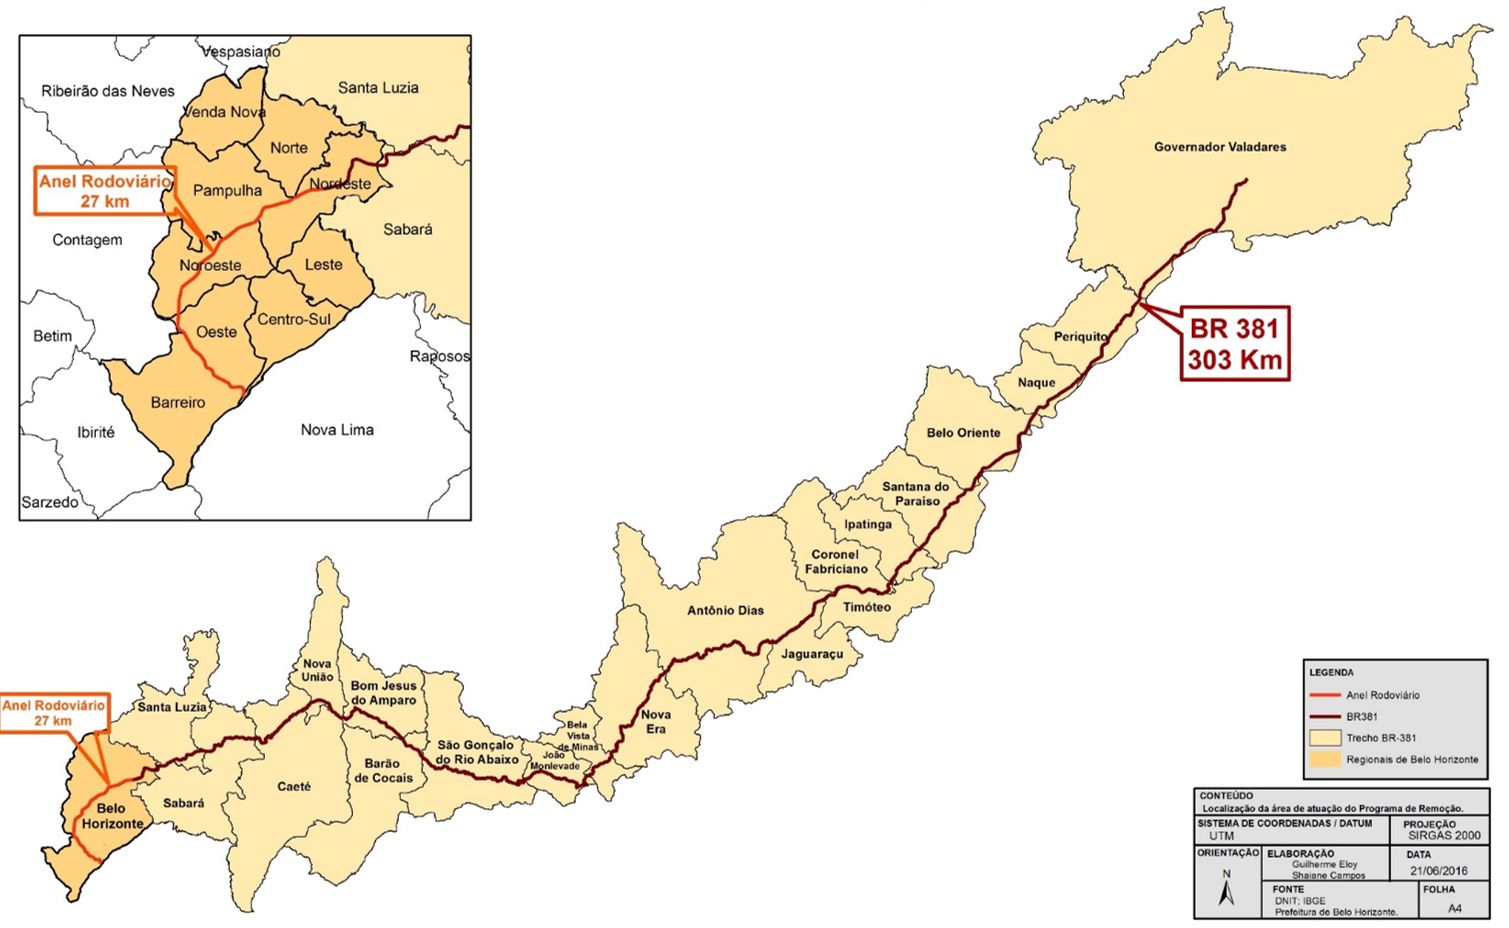 Vespasiano
Ribeirão das Neves
Santa Luzia
Venda Nova
Norte
Anel Rodoviário
27 km
Pampulha
Nordeste
Contagem
Sabará
Noroeste
Leste
Betim
Oeste
Centro-Sul
Raposos
Barreiro
Ibirité
Nova Lima
Sarzedo
Governador Valadares
BR 381
303 Km
Periquito
Naque
Belo Oriente
Santana do
Paraíso
Ipatinga
Coronel
Fabriciano
Timóteo
Antônio Dias
Jaguaraçu
Nova
União
Bom Jesus
do Amparo
Santa Luzia
Anel Rodoviário
27 km
Nova
Era
Bela
Vista
de Minas
São Gonçalo
do Rio Abaixo
João
Monlevade
Barão
de Cocais
Caeté
Sabará
Belo
Horizonte
LEGENDA
Anel Rodoviário
BR381
Trecho BR-381
Regionais de Belo Horizonte
CONTEÚDO
Localização da área de atuação do Programa de Remoção.
SISTEMA DE COORDENADAS / DATUM
UTM
PROJEÇÃO
SIRGAS 2000
ORIENTAÇÃO
N
ELABORAÇÃO
Guilherme Eloy
Shaiane Campos
DATA
21/06/2016
FONTE
DNIT; IBGE
Prefeitura de Belo Horizonte.
FOLHA
A4